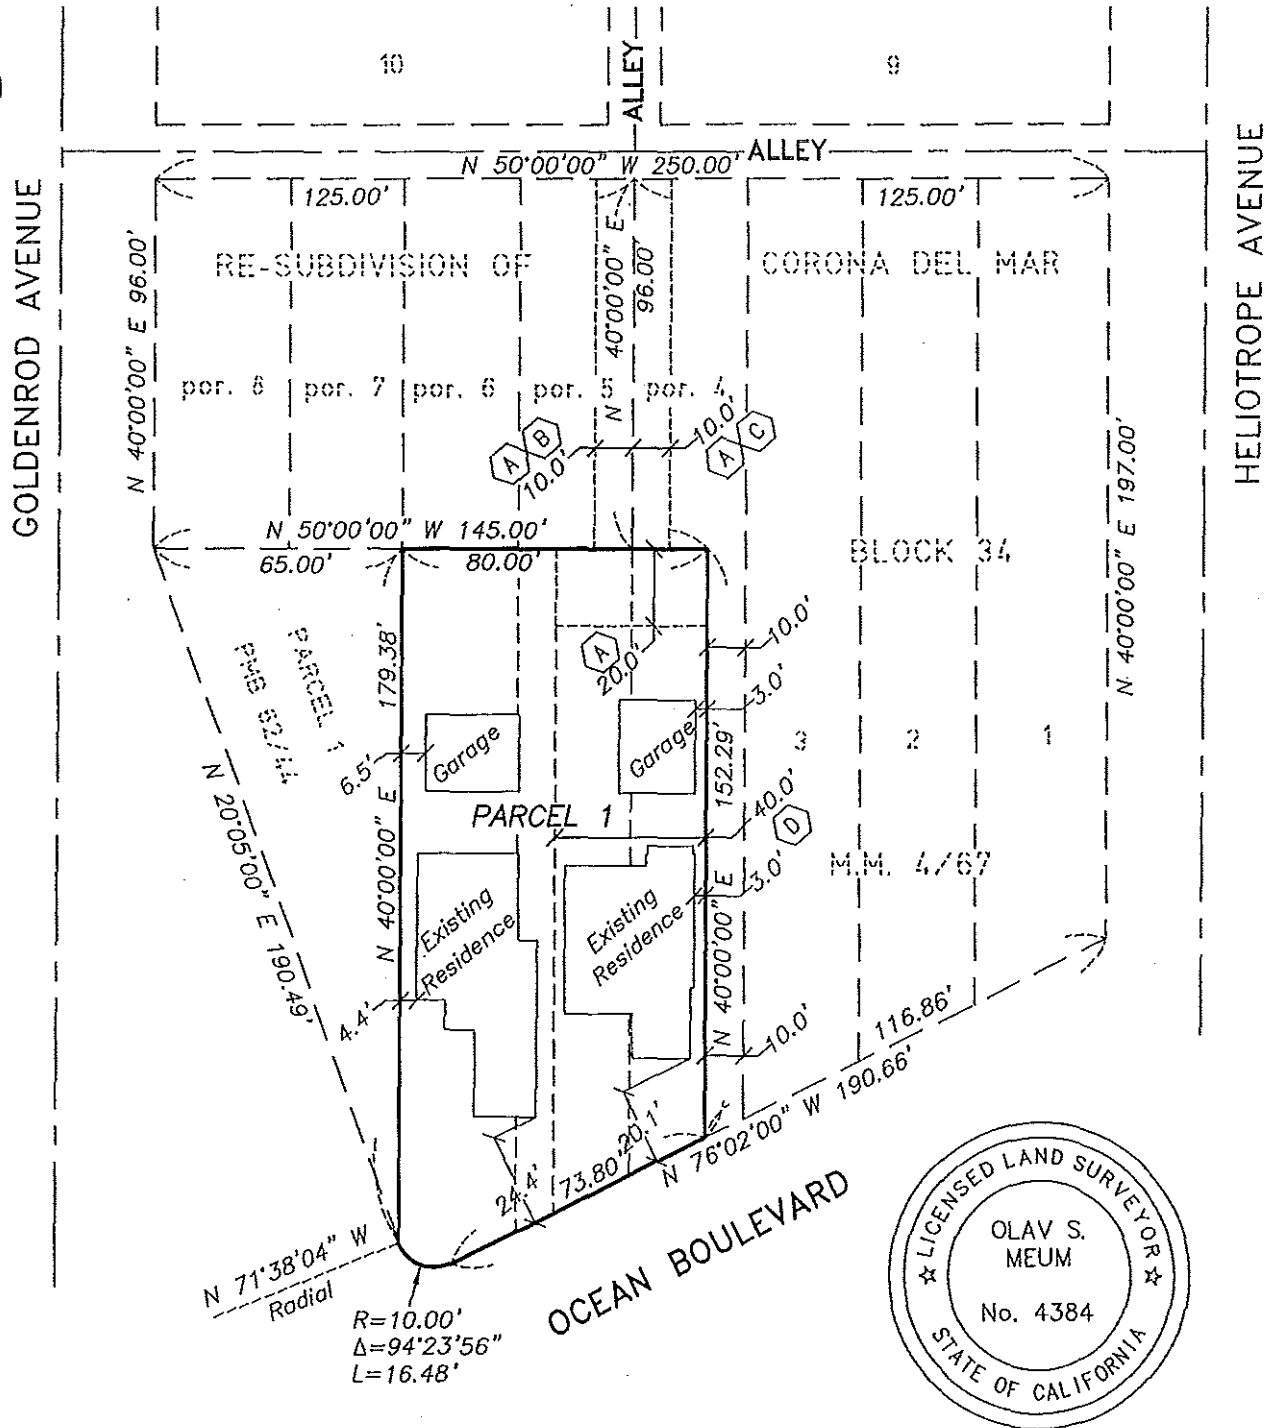 10
9
ALLEY
ALLEY
N 50°00'00" W 250.00'
125.00'
125.00'
GOLDENROD AVENUE
HELIOTROPE AVENUE
N 40°00'00" E 96.00'
N 40°00'00" E
96.00'
RE-SUBDIVISION OF
CORONA DEL MAR
por. 8
por. 7
por. 6
por. 5
por. 4
A
B
10.0'
10.0'
A
C
N 40°00'00" E 197.00'
N 50°00'00" W 145.00'
65.00'
80.00'
BLOCK 34
PARCEL 1
PMB 62/44
179.38'
N 40°00'00" E
A
20.0'
10.0'
3.0'
6.5'
Garage
Garage
152.29'
N 40°00'00" E
3
2
1
N 20°05'00" E 190.49'
PARCEL 1
40.0'
D
3.0'
M.M. 4/67
Existing
Residence
Existing
Residence
4.4'
10.0'
116.86'
N 76°02'00" W 190.66'
20.1'
24.4'
73.80'
N 71°38'04" W
Radial
OCEAN BOULEVARD
R=10.00'
Δ=94°23'56"
L=16.48'
LICENSED LAND SURVEYOR
OLAV S.
MEUM
No. 4384
STATE OF CALIFORNIA